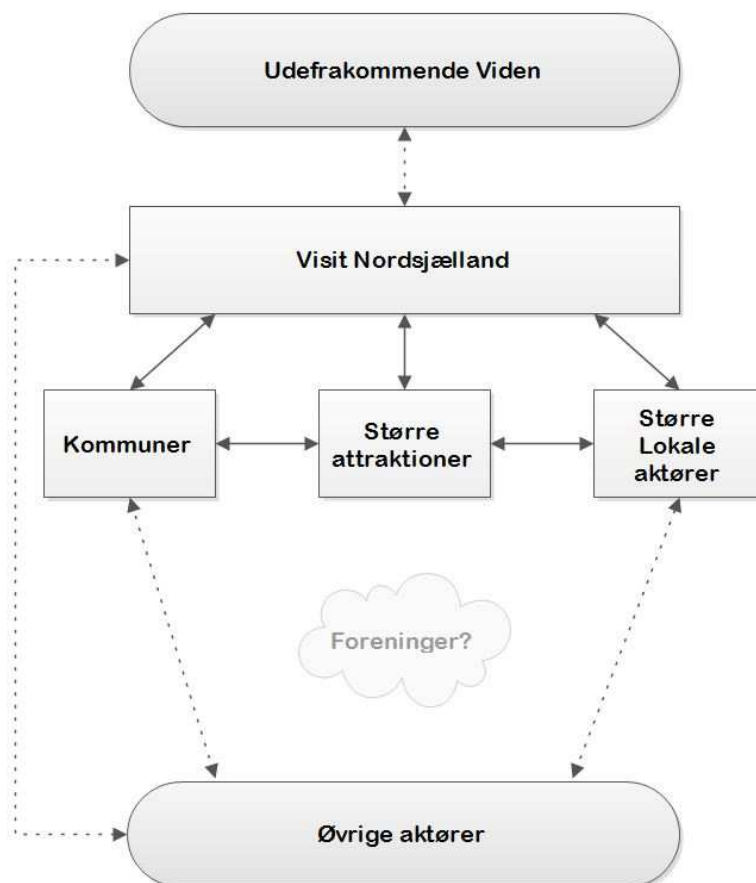 Udefrakommende Viden
Visit Nordsjælland
Kommuner
Større
attraktioner
Større
Lokale
aktører
Foreninger?
Øvrige aktører